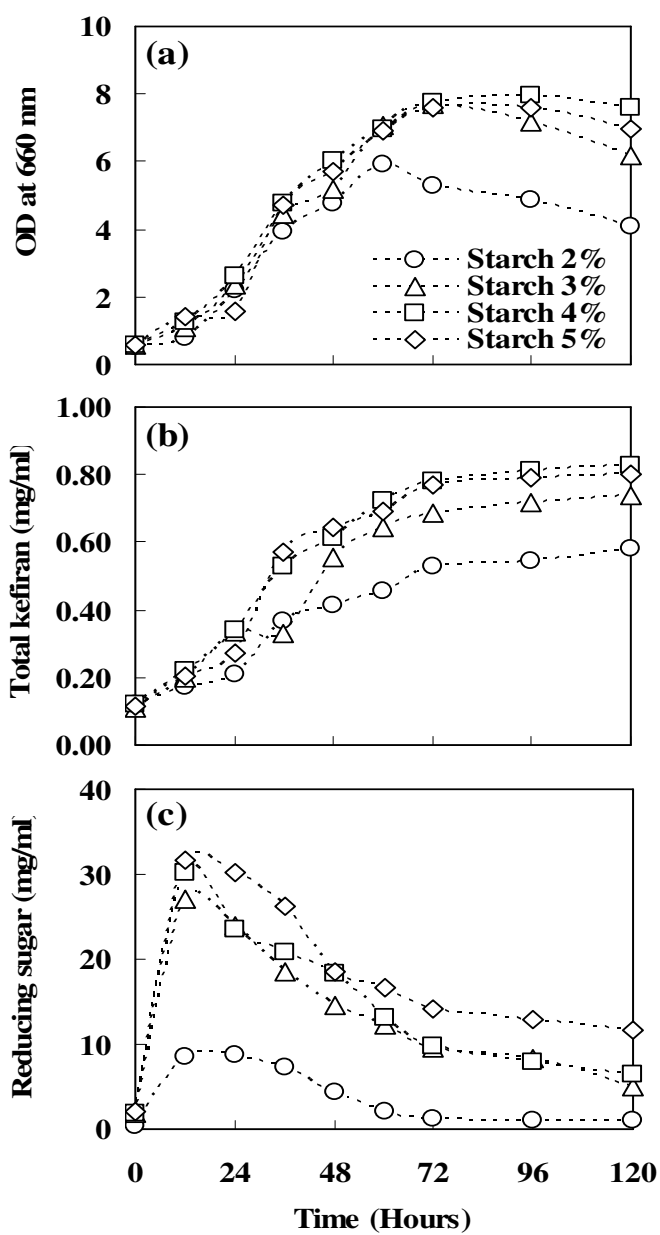 10
(a)
8
6
OD at 660 nm
4
Starch 2%
Starch 3%
2
Starch 4%
Starch 5%
0
1.00
(b)
0.80
0.60
Total kefiran (mg/ml)
0.40
0.20
0.00
40
(c)
30
20
Reducing sugar (mg/ml)
10
0
0 24 48 72 96 120
Time (Hours)